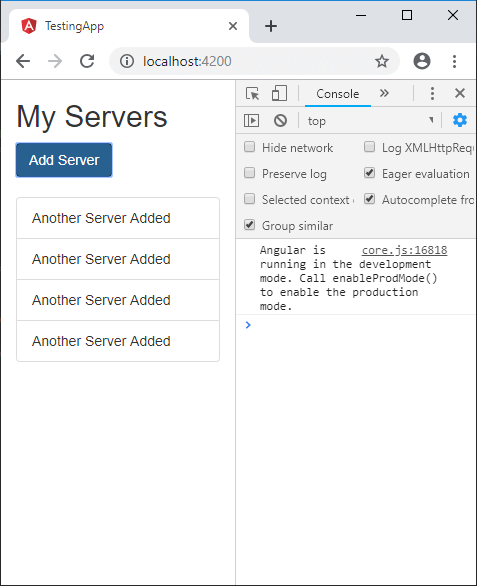 TestingApp
localhost:4200
My Servers
Add Server
Another Server Added
Another Server Added
Another Server Added
Another Server Added
Console
top
Hide network
Log XMLHttpRequ
Preserve log
Eager evaluation
Selected context
Autocomplete fro
Group similar
Angular is core.js:16818
running in the development
mode. Call enableProdMode()
to enable the production
mode.